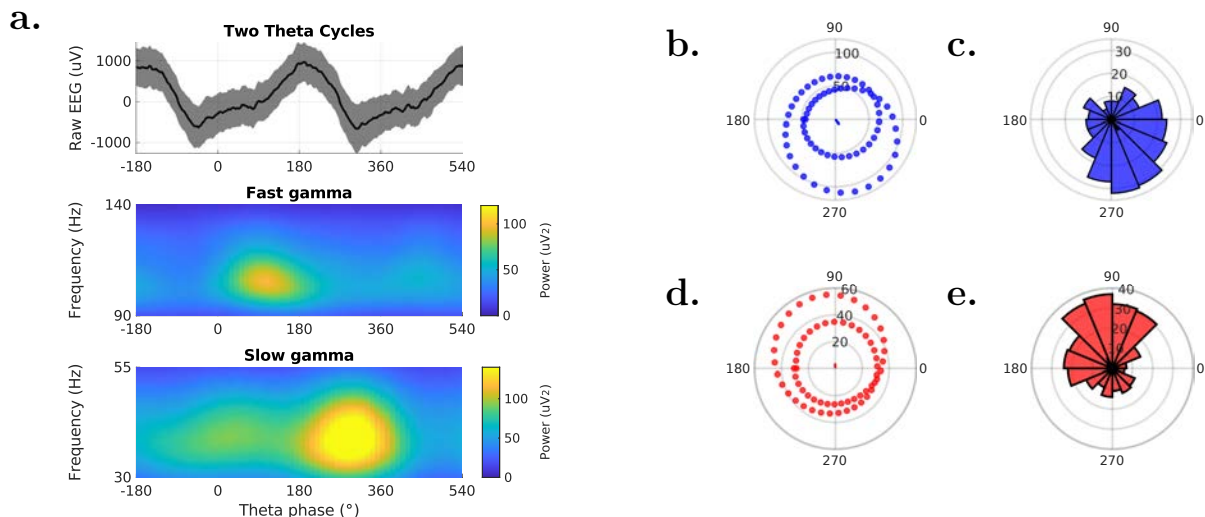 a.
Two Theta Cycles
Raw EEG (uV)
1000
0
-1000
-180 0 180 360 540
Fast gamma
Frequency (Hz)
140
90
-180 0 180 360 540
100
50
0
Power (uV2)
Slow gamma
Frequency (Hz)
55
30
-180 0 180 360 540
Theta phase (°)
100
50
0
Power (uV2)
b.
90
100
50
180
0
270
c.
90
30
20
10
180
0
270
d.
90
60
40
20
180
0
270
e.
90
40
30
20
10
180
0
270